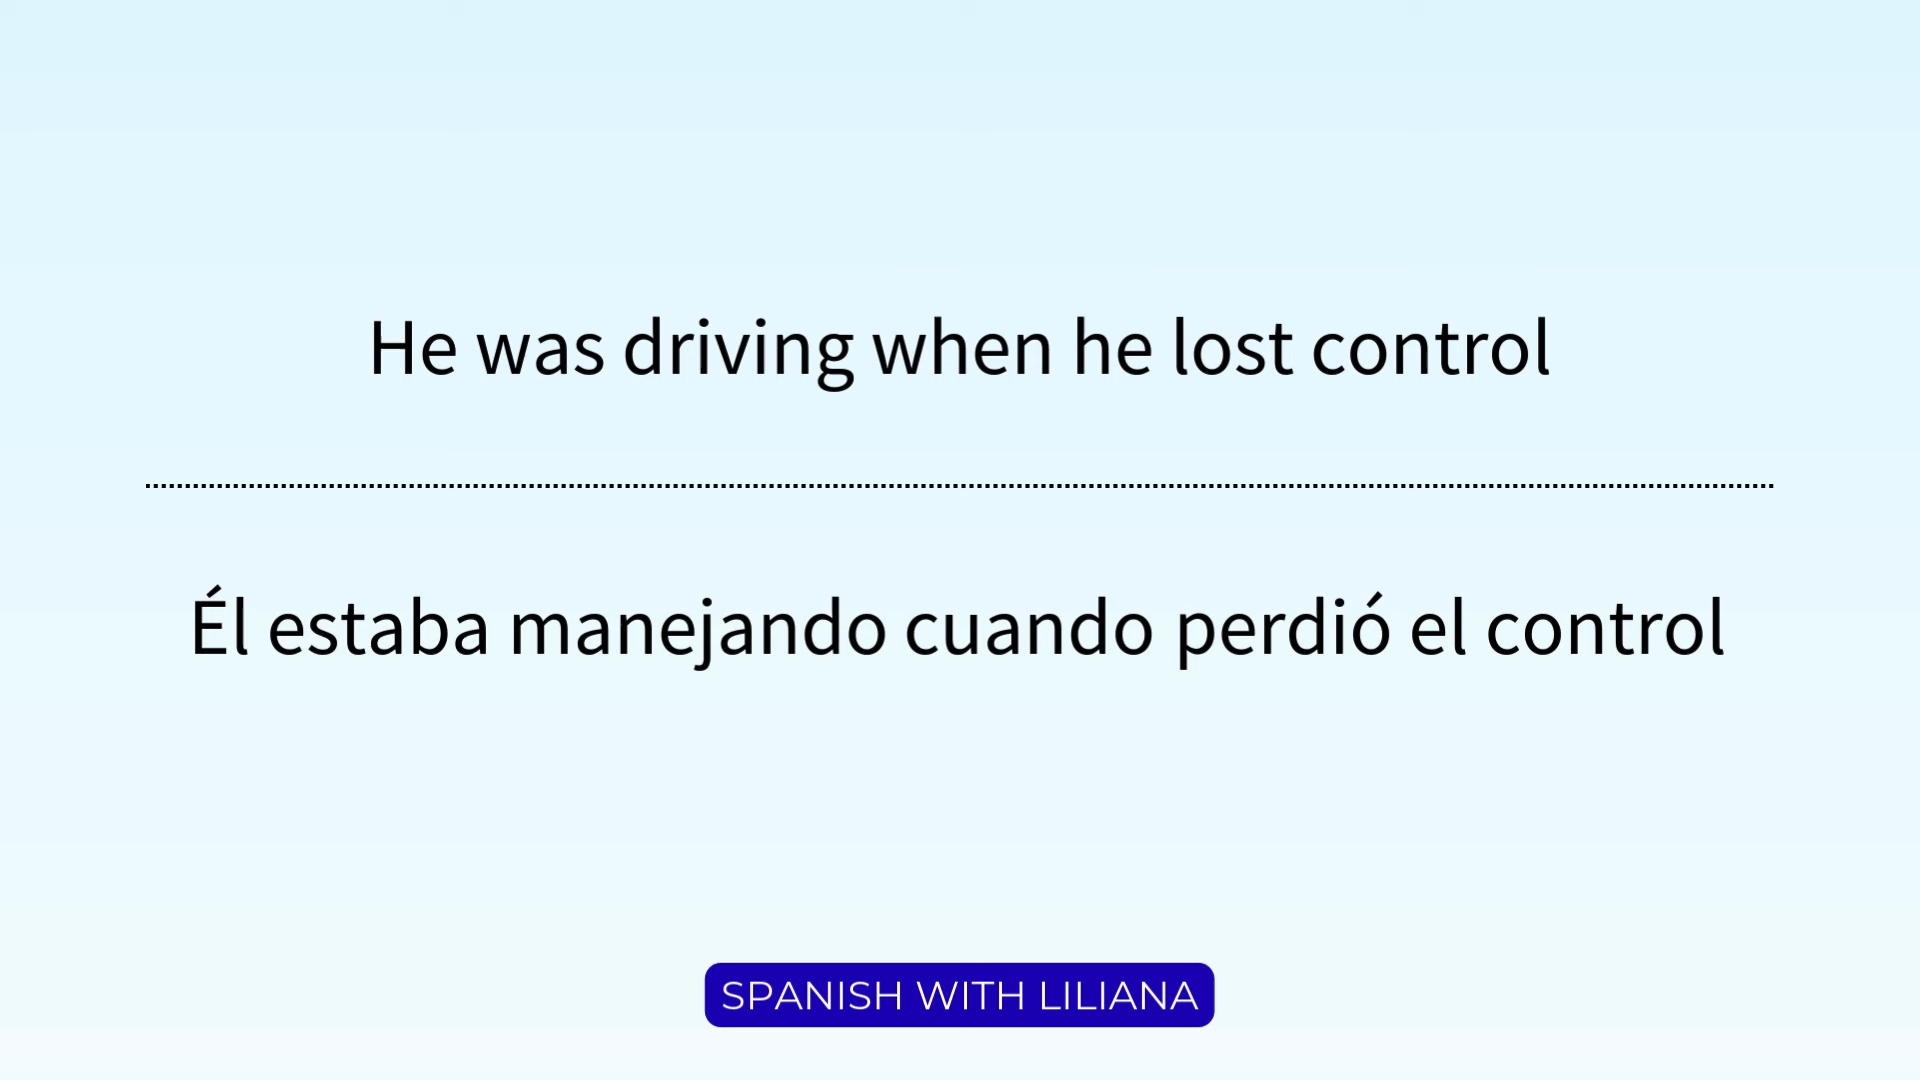 He was driving when he lost control
Él estaba manejando cuando perdió el control
SPANISH WITH LILIANA